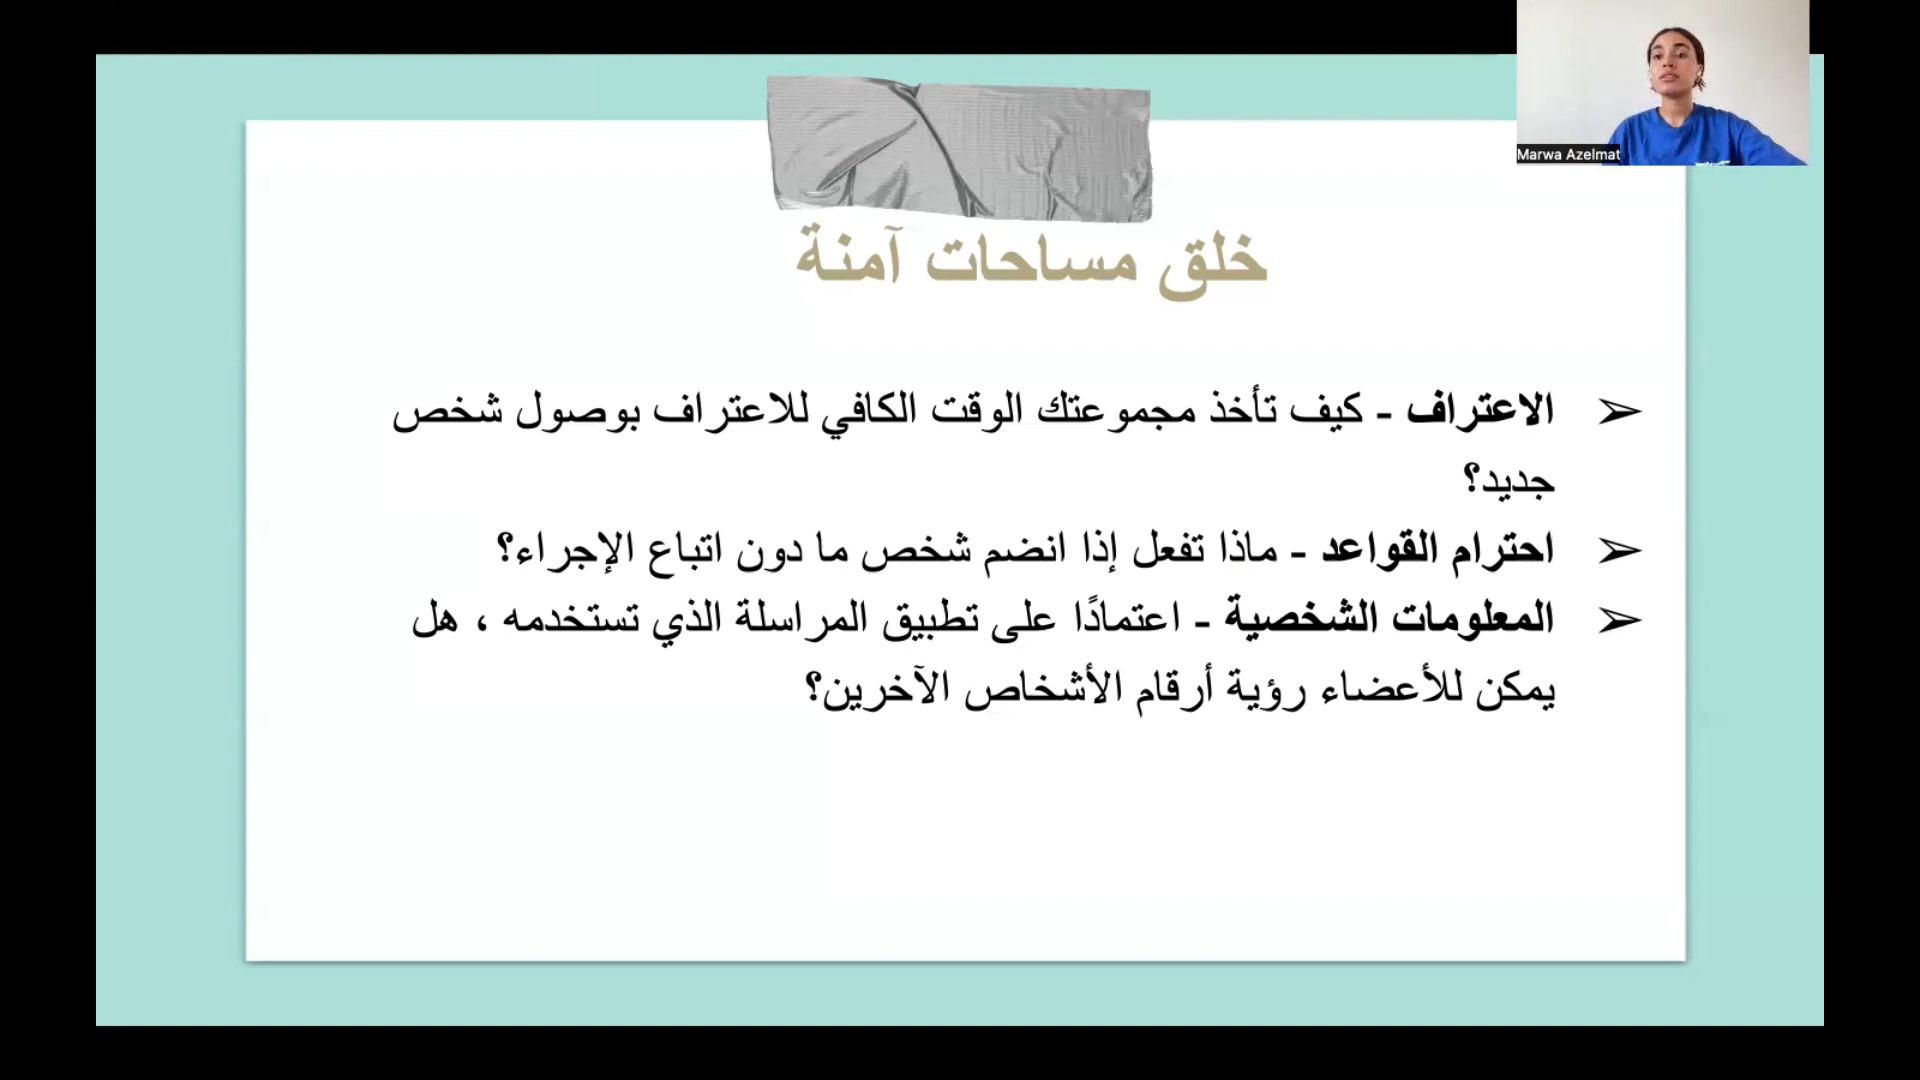 Marwa Azelmat
خلق مساحات آمنة
➢ الاعتراف - كيف تأخذ مجموعتك الوقت الكافي للاعتراف بوصول شخص
جديد؟
➢ احترام القواعد - ماذا تفعل إذا انضم شخص ما دون اتباع الإجراء؟
➢ المعلومات الشخصية - اعتمادًا على تطبيق المراسلة الذي تستخدمه ، هل
يمكن للأعضاء رؤية أرقام الأشخاص الآخرين؟